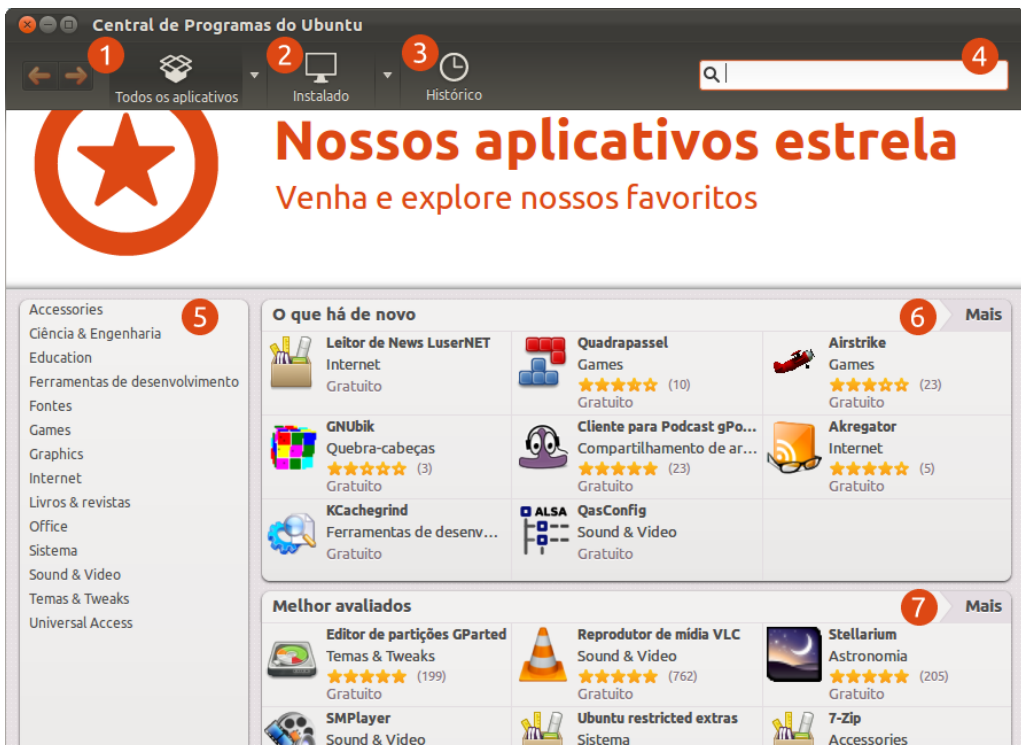 Central de Programas do Ubuntu
1
2
3
4
Todos os aplicativos
Instalado
Histórico
Nossos aplicativos estrela
Venha e explore nossos favoritos
Accessories
5
Ciência & Engenharia
Education
Ferramentas de desenvolvimento
Fontes
Games
Graphics
Internet
Livros & revistas
Office
Sistema
Sound & Video
Temas & Tweaks
Universal Access
O que há de novo
6
Mais
Leitor de News LuserNET
Internet
Gratuito
Quadrapassel
Games
(10)
Gratuito
Airstrike
Games
(23)
Gratuito
GNUbik
Quebra-cabeças
(3)
Gratuito
Cliente para Podcast gPo...
Compartilhamento de ar...
(23)
Gratuito
Akregator
Internet
(5)
Gratuito
KCachegrind
Ferramentas de desenv...
Gratuito
ALSA
QasConfig
Sound & Video
Gratuito
Melhor avaliados
7
Mais
Editor de partições GParted
Temas & Tweaks
(199)
Gratuito
Reprodutor de mídia VLC
Sound & Video
(762)
Gratuito
Stellarium
Astronomia
(205)
Gratuito
SMPlayer
Sound & Video
Ubuntu restricted extras
Sistema
7-Zip
Accessories